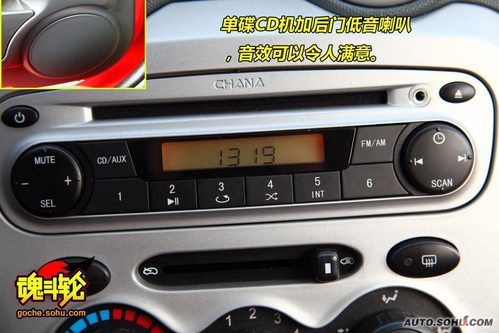 单碟CD机加后门低音喇叭
，音效可以令人满意。
CHANA
MUTE
CD/AUX
1319
FM/AM
SEL
1
2
3
4
5
INT
6
SCAN
魂斗轮
goche.sohu.com
AUTO.SOHU.COM